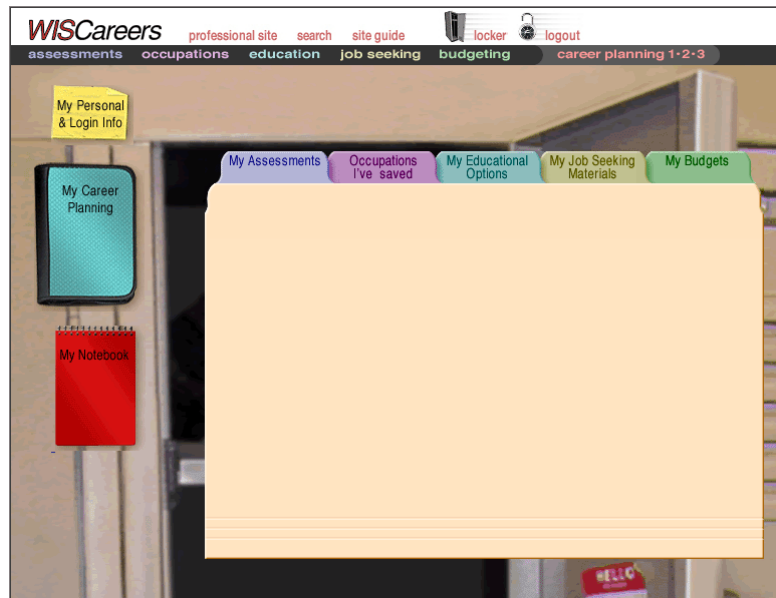 WISCareers
professional site search site guide locker logout
assessments occupations education job seeking budgeting career planning 1•2•3
My Personal
& Login Info
My Career
Planning
My Notebook
My Assessments
Occupations
I've saved
My Educational
Options
My Job Seeking
Materials
My Budgets
HELLO